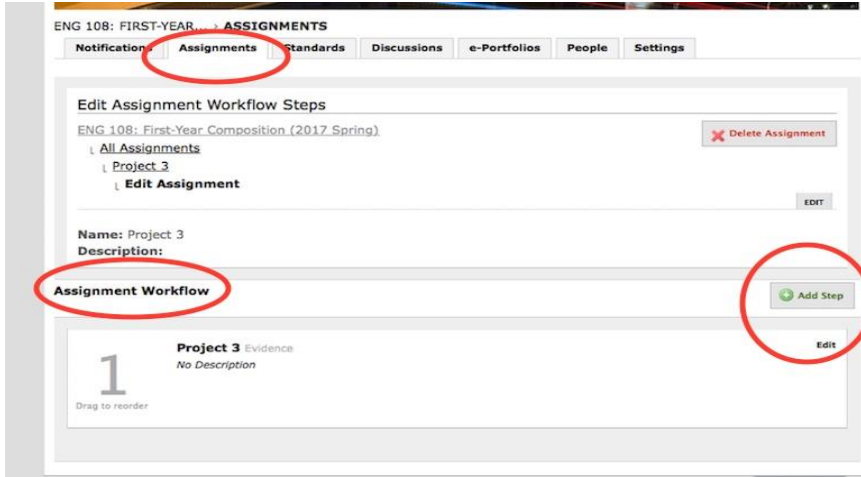 ENG 108: FIRST-YEAR... › ASSIGNMENTS
Notifications Assignments Standards Discussions e-Portfolios People Settings
Edit Assignment Workflow Steps
ENG 108: First-Year Composition (2017 Spring)
Delete Assignment
All Assignments
Project 3
Edit Assignment
EDIT
Name: Project 3
Description:
Assignment Workflow
Add Step
1
Project 3 Evidence
Edit
No Description
Drag to reorder